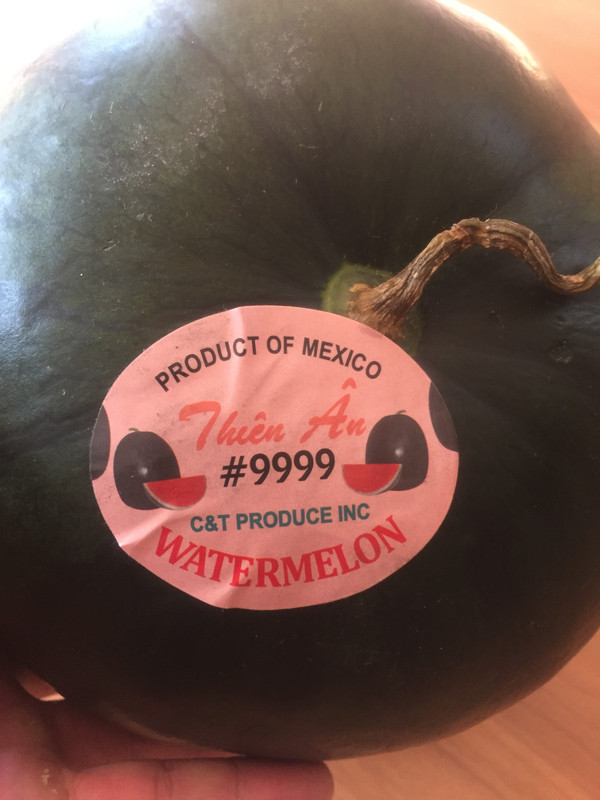 PRODUCT OF MEXICO
Thiên Ân
#9999
C&T PRODUCE INC
WATERMELON